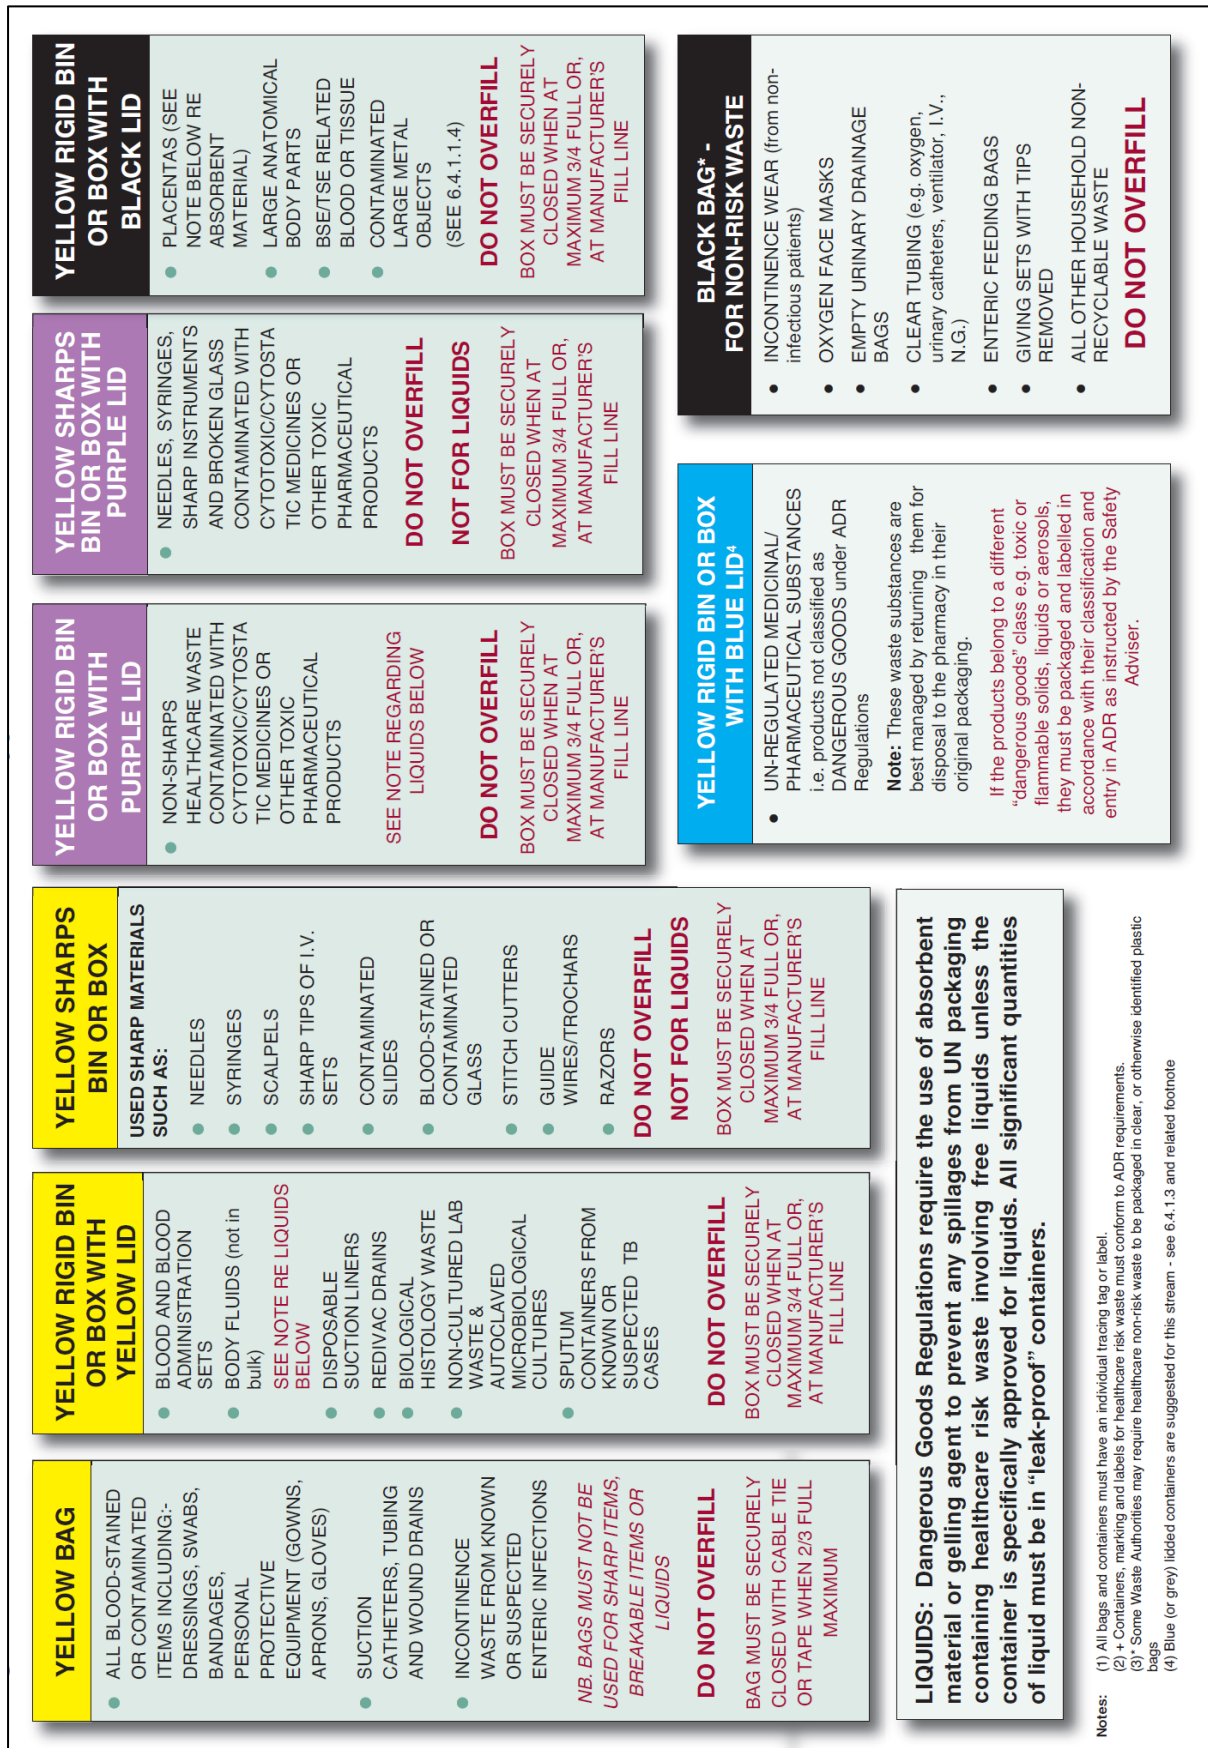 YELLOW BAG
● ALL BLOOD-STAINED
OR CONTAMINATED
ITEMS INCLUDING:-
DRESSINGS, SWABS,
BANDAGES,
PERSONAL
PROTECTIVE
EQUIPMENT (GOWNS,
APRONS, GLOVES)
● SUCTION
CATHETERS, TUBING
AND WOUND DRAINS
● INCONTINENCE
WASTE FROM KNOWN
OR SUSPECTED
ENTERIC INFECTIONS
NB. BAGS MUST NOT BE
USED FOR SHARP ITEMS,
BREAKABLE ITEMS OR
LIQUIDS
DO NOT OVERFILL
BAG MUST BE SECURELY
CLOSED WITH CABLE TIE
OR TAPE WHEN 2/3 FULL
MAXIMUM
YELLOW RIGID BIN
OR BOX WITH
YELLOW LID
● BLOOD AND BLOOD
ADMINISTRATION
SETS
● BODY FLUIDS (not in
bulk)
SEE NOTE RE LIQUIDS
BELOW
● DISPOSABLE
SUCTION LINERS
● REDIVAC DRAINS
● BIOLOGICAL
HISTOLOGY WASTE
● NON-CULTURED LAB
WASTE &
AUTOCLAVED
MICROBIOLOGICAL
CULTURES
● SPUTUM
CONTAINERS FROM
KNOWN OR
SUSPECTED TB
CASES
DO NOT OVERFILL
BOX MUST BE SECURELY
CLOSED WHEN AT
MAXIMUM 3/4 FULL OR,
AT MANUFACTURER'S
FILL LINE
YELLOW SHARPS
BIN OR BOX
USED SHARP MATERIALS
SUCH AS:
● NEEDLES
● SYRINGES
● SCALPELS
● SHARP TIPS OF I.V.
SETS
● CONTAMINATED
SLIDES
● BLOOD-STAINED OR
CONTAMINATED
GLASS
● STITCH CUTTERS
● GUIDE
WIRES/TROCHARS
● RAZORS
DO NOT OVERFILL
NOT FOR LIQUIDS
BOX MUST BE SECURELY
CLOSED WHEN AT
MAXIMUM 3/4 FULL OR,
AT MANUFACTURER'S
FILL LINE
YELLOW RIGID BIN
OR BOX WITH
PURPLE LID
● NON-SHARPS
HEALTHCARE WASTE
CONTAMINATED WITH
CYTOTOXIC/CYTOSTA
TIC MEDICINES OR
OTHER TOXIC
PHARMACEUTICAL
PRODUCTS
SEE NOTE REGARDING
LIQUIDS BELOW
DO NOT OVERFILL
BOX MUST BE SECURELY
CLOSED WHEN AT
MAXIMUM 3/4 FULL OR,
AT MANUFACTURER'S
FILL LINE
YELLOW SHARPS
BIN OR BOX WITH
PURPLE LID
● NEEDLES, SYRINGES,
SHARP INSTRUMENTS
AND BROKEN GLASS
CONTAMINATED WITH
CYTOTOXIC/CYTOSTA
TIC MEDICINES OR
OTHER TOXIC
PHARMACEUTICAL
PRODUCTS
DO NOT OVERFILL
NOT FOR LIQUIDS
BOX MUST BE SECURELY
CLOSED WHEN AT
MAXIMUM 3/4 FULL OR,
AT MANUFACTURER'S
FILL LINE
YELLOW RIGID BIN
OR BOX WITH
BLACK LID
● PLACENTAS (SEE
NOTE BELOW RE
ABSORBENT
MATERIAL)
● LARGE ANATOMICAL
BODY PARTS
● BSE/TSE RELATED
BLOOD OR TISSUE
● CONTAMINATED
LARGE METAL
OBJECTS
(SEE 6.4.1.1.4)
DO NOT OVERFILL
BOX MUST BE SECURELY
CLOSED WHEN AT
MAXIMUM 3/4 FULL OR,
AT MANUFACTURER'S
FILL LINE
LIQUIDS: Dangerous Goods Regulations require the use of absorbent
material or gelling agent to prevent any spillages from UN packaging
containing healthcare risk waste involving free liquids unless the
container is specifically approved for liquids. All significant quantities
of liquid must be in “leak-proof” containers.
YELLOW RIGID BIN OR BOX
WITH BLUE LID⁴
● UN-REGULATED MEDICINAL/
PHARMACEUTICAL SUBSTANCES
i.e. products not classified as
DANGEROUS GOODS under ADR
Regulations
Note: These waste substances are
best managed by returning them for
disposal to the pharmacy in their
original packaging.
If the products belong to a different
“dangerous goods” class e.g. toxic or
flammable solids, liquids or aerosols,
they must be packaged and labelled in
accordance with their classification and
entry in ADR as instructed by the Safety
Adviser.
BLACK BAG* -
FOR NON-RISK WASTE
● INCONTINENCE WEAR (from non-
infectious patients)
● OXYGEN FACE MASKS
● EMPTY URINARY DRAINAGE
BAGS
● CLEAR TUBING (e.g. oxygen,
urinary catheters, ventilator, I.V.,
N.G.)
● ENTERIC FEEDING BAGS
● GIVING SETS WITH TIPS
REMOVED
● ALL OTHER HOUSEHOLD NON-
RECYCLABLE WASTE
DO NOT OVERFILL
Notes: (1) All bags and containers must have an individual tracing tag or label.
(2) + Containers, marking and labels for healthcare risk waste must conform to ADR requirements.
(3)* Some Waste Authorities may require healthcare non-risk waste to be packaged in clear, or otherwise identified plastic
bags
(4) Blue (or grey) lidded containers are suggested for this stream - see 6.4.1.3 and related footnote